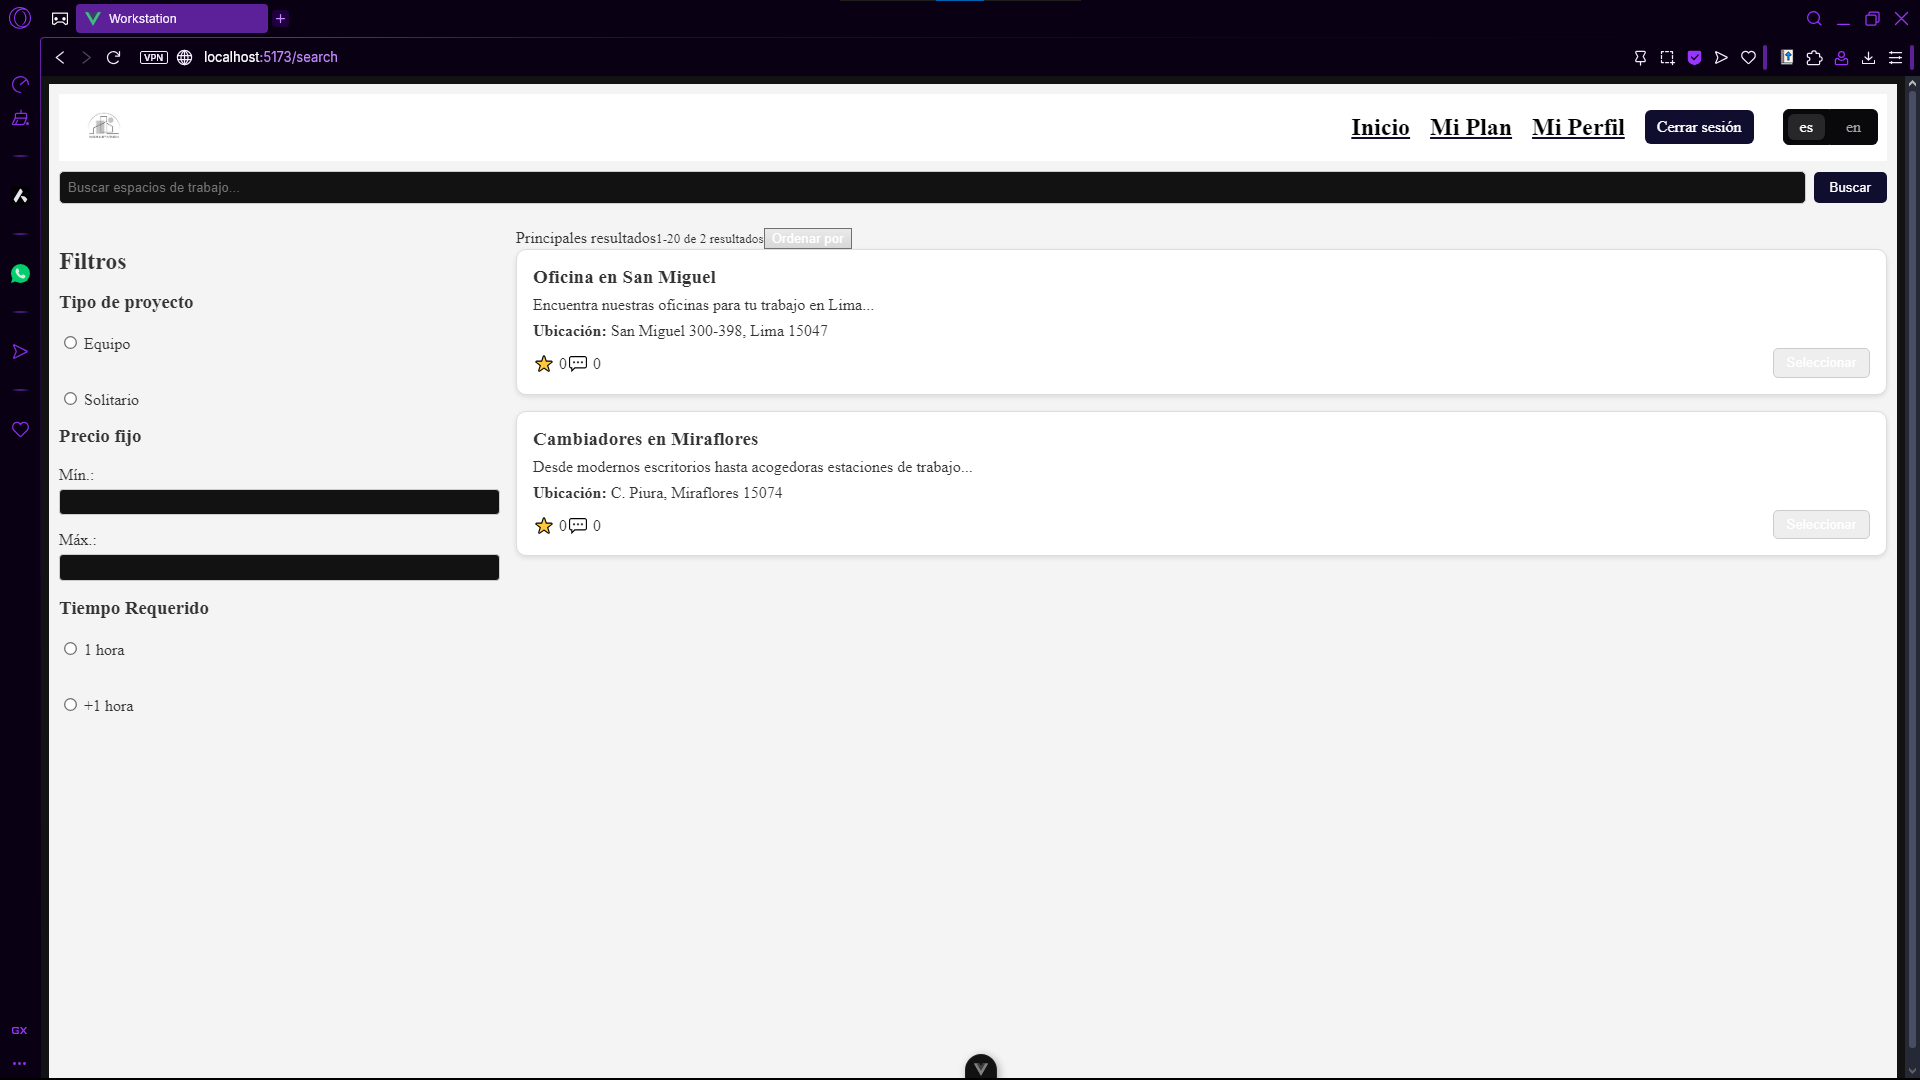 Workstation
VPN localhost:5173/search
Inicio Mi Plan Mi Perfil Cerrar sesión es en
Buscar espacios de trabajo... Buscar
Principales resultados1-20 de 2 resultados Ordenar por
Filtros
Tipo de proyecto
Equipo
Solitario
Precio fijo
Mín.:
Máx.:
Tiempo Requerido
1 hora
+1 hora
Oficina en San Miguel
Encuentra nuestras oficinas para tu trabajo en Lima...
Ubicación: San Miguel 300-398, Lima 15047
0 0 Seleccionar
Cambiadores en Miraflores
Desde modernos escritorios hasta acogedoras estaciones de trabajo...
Ubicación: C. Piura, Miraflores 15074
0 0 Seleccionar
GX